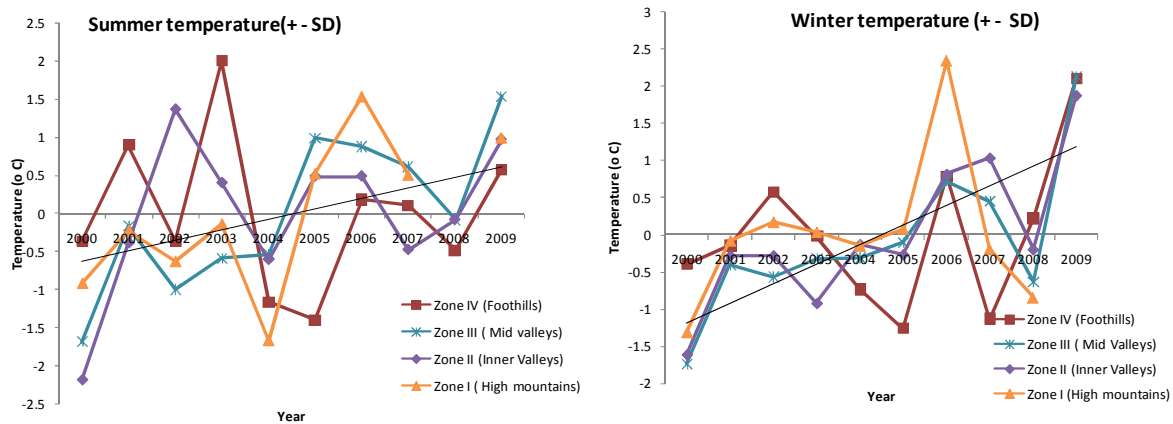 Summer temperature(+ - SD)
2.5
2
1.5
1
0.5
0
-0.5
-1
-1.5
-2
-2.5
Temperature (o C)
2000 2001 2002 2003 2004 2005 2006 2007 2008 2009
Zone IV (Foothills)
Zone III ( Mid valleys)
Zone II (Inner Valleys)
Zone I ( High mountains)
Year
Winter temperature (+ - SD)
3
2.5
2
1.5
1
0.5
0
-0.5
-1
-1.5
-2
Temperature (o C)
2000 2001 2002 2003 2004 2005 2006 2007 2008 2009
Zone IV (Foothills)
Zone III ( Mid Valleys)
Zone II (Inner Valleys)
Zone I (High mountains)
Year